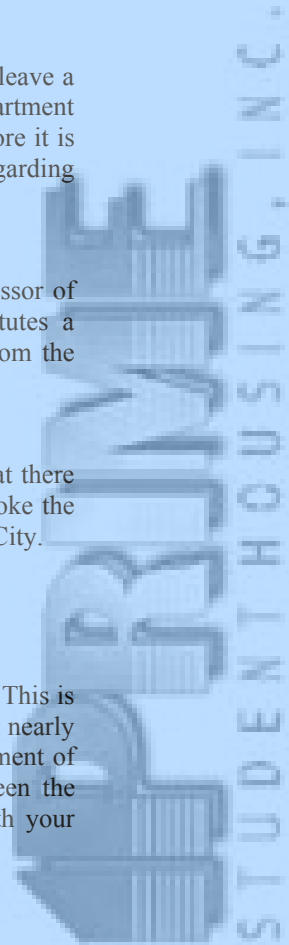 leave a
artment
ore it is
garding
ssor of
tutes a
om the
at there
oke the
City.
This is
nearly
ment of
een the
th your
PRIME
STUDENT HOUSING, INC.